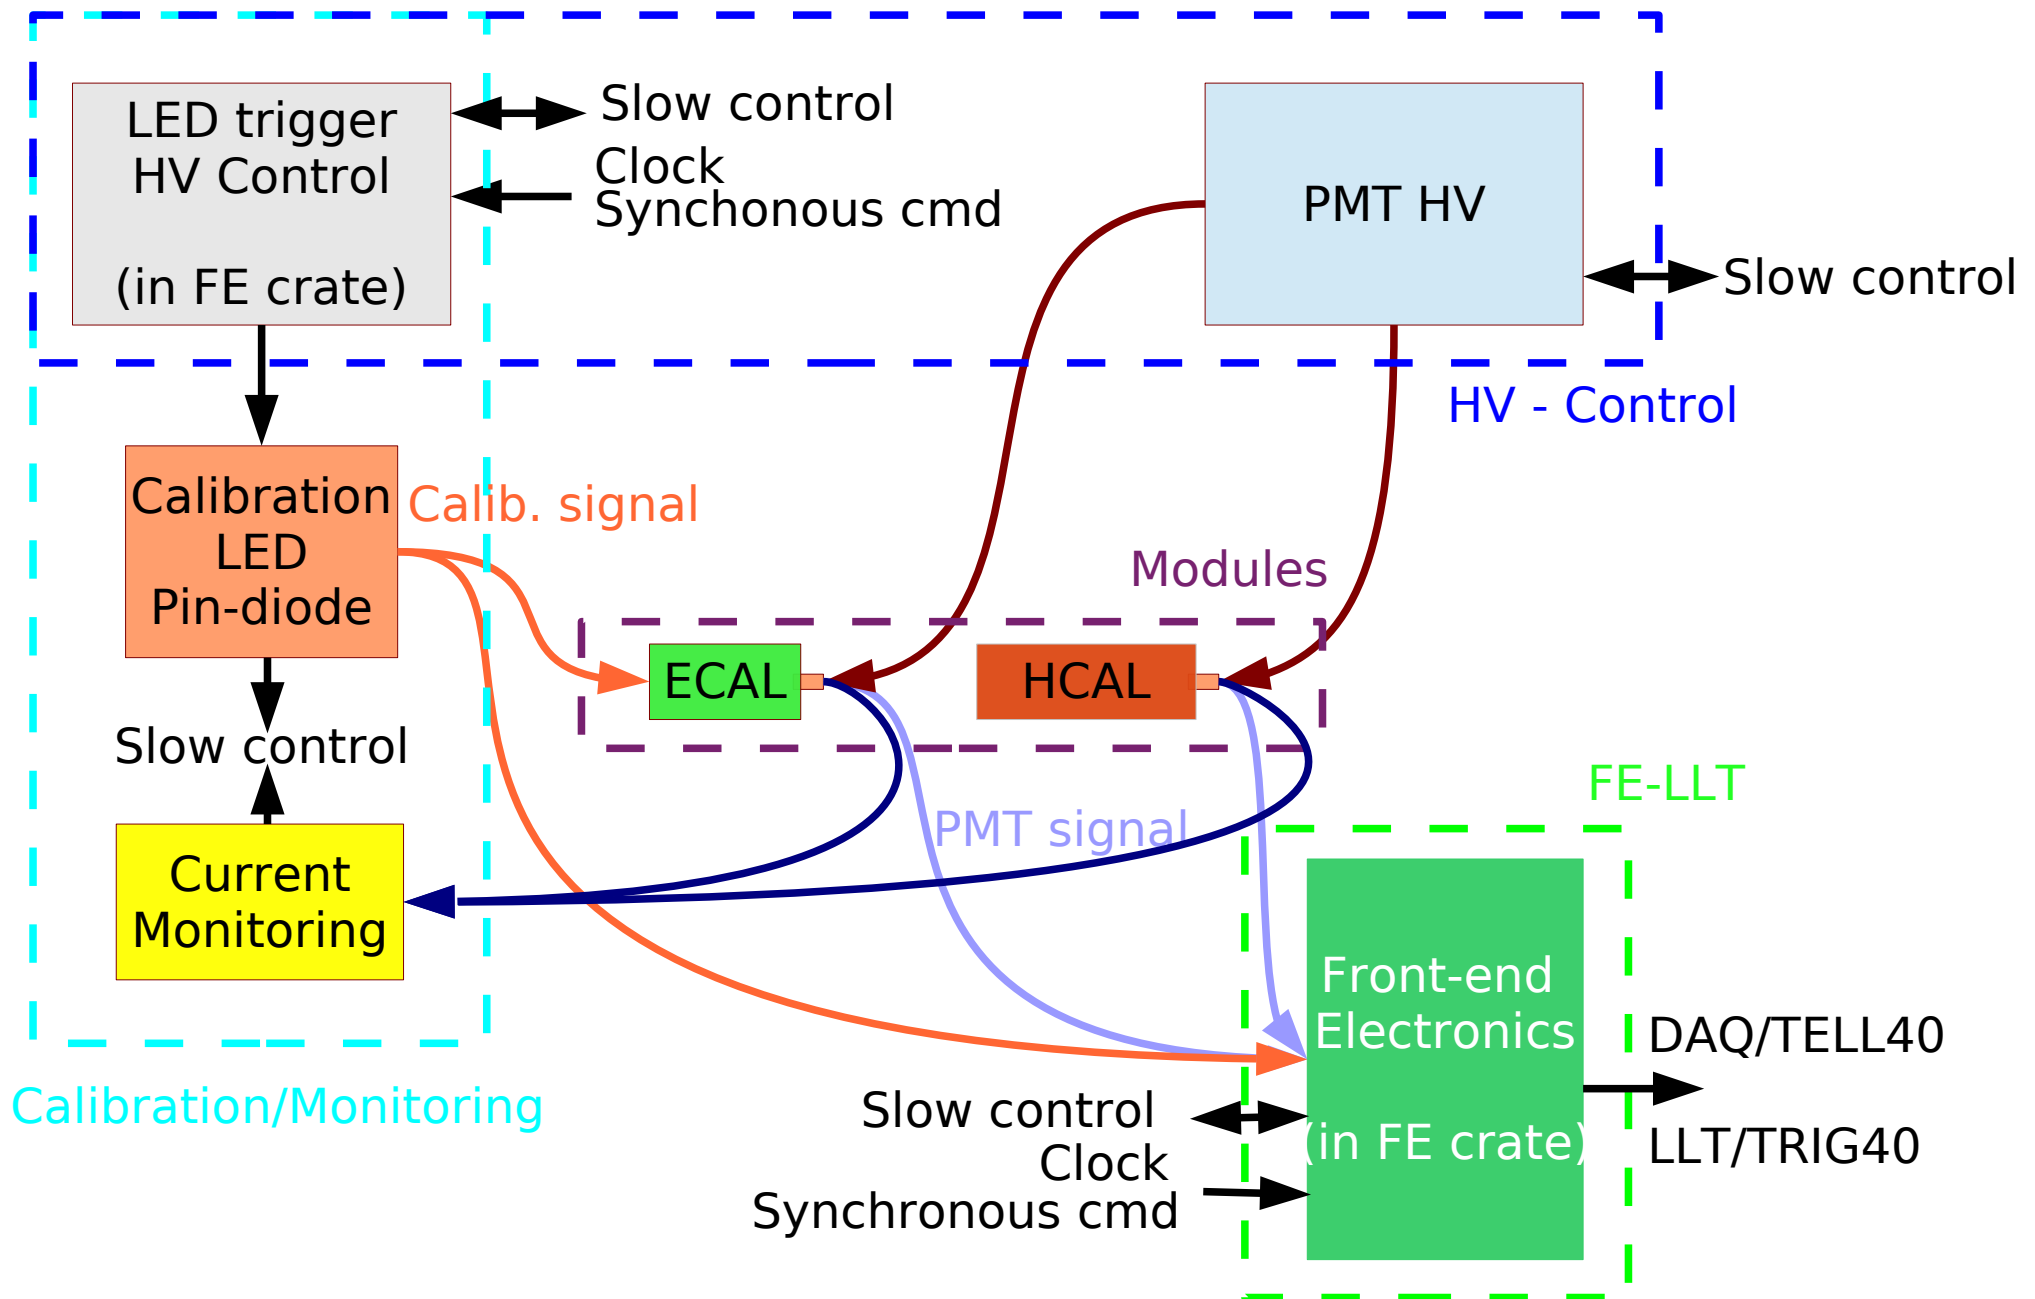 LED trigger
HV Control
(in FE crate)
Slow control
Clock
Synchonous cmd
PMT HV
Slow control
HV - Control
Calibration
LED
Pin-diode
Calib. signal
Modules
ECAL
HCAL
Slow control
PMT signal
FE-LLT
Current
Monitoring
Front-end
Electronics
(in FE crate)
DAQ/TELL40
LLT/TRIG40
Calibration/Monitoring
Slow control
Clock
Synchronous cmd